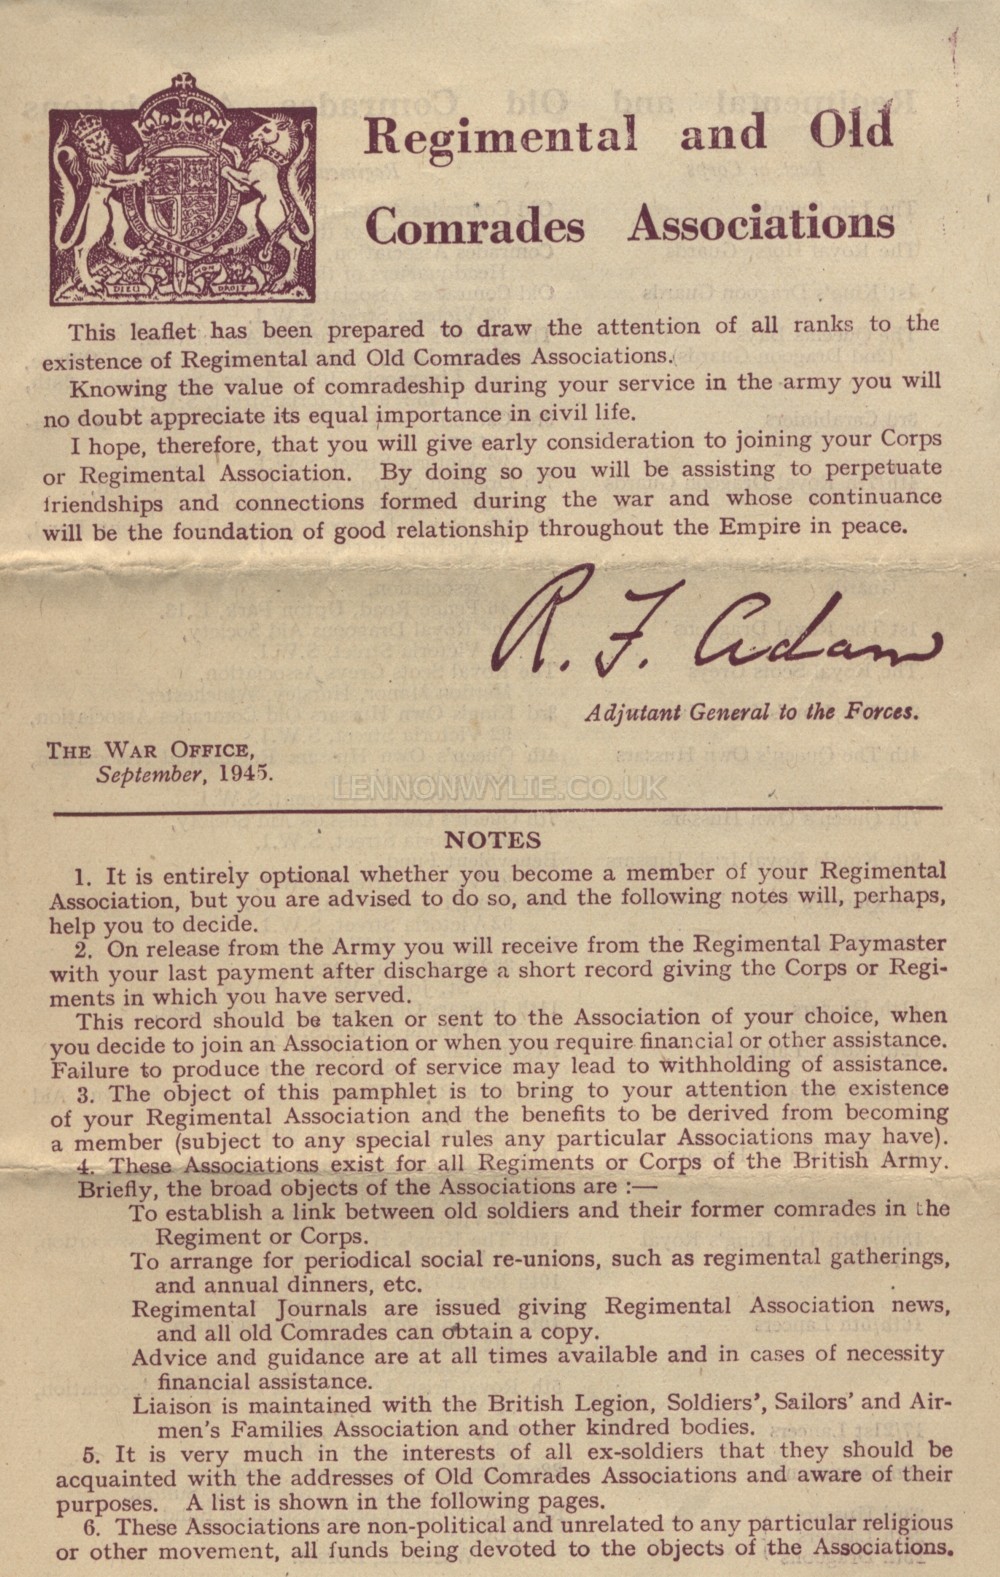 Regimental and Old
Comrades Associations
DIEU DROIT
This leaflet has been prepared to draw the attention of all ranks to the
existence of Regimental and Old Comrades Associations.
Knowing the value of comradeship during your service in the army you will
no doubt appreciate its equal importance in civil life.
I hope, therefore, that you will give early consideration to joining your Corps
or Regimental Association. By doing so you will be assisting to perpetuate
friendships and connections formed during the war and whose continuance
will be the foundation of good relationship throughout the Empire in peace.
R. F. Adam
Adjutant General to the Forces.
THE WAR OFFICE,
September, 1945.
LENNONWYLIE.CO.UK
NOTES
1. It is entirely optional whether you become a member of your Regimental
Association, but you are advised to do so, and the following notes will, perhaps,
help you to decide.
2. On release from the Army you will receive from the Regimental Paymaster
with your last payment after discharge a short record giving the Corps or Regi-
ments in which you have served.
This record should be taken or sent to the Association of your choice, when
you decide to join an Association or when you require financial or other assistance.
Failure to produce the record of service may lead to withholding of assistance.
3. The object of this pamphlet is to bring to your attention the existence
of your Regimental Association and the benefits to be derived from becoming
a member (subject to any special rules any particular Associations may have).
4. These Associations exist for all Regiments or Corps of the British Army.
Briefly, the broad objects of the Associations are :—
To establish a link between old soldiers and their former comrades in the
Regiment or Corps.
To arrange for periodical social re-unions, such as regimental gatherings,
and annual dinners, etc.
Regimental Journals are issued giving Regimental Association news,
and all old Comrades can obtain a copy.
Advice and guidance are at all times available and in cases of necessity
financial assistance.
Liaison is maintained with the British Legion, Soldiers', Sailors' and Air-
men's Families Association and other kindred bodies.
5. It is very much in the interests of all ex-soldiers that they should be
acquainted with the addresses of Old Comrades Associations and aware of their
purposes. A list is shown in the following pages.
6. These Associations are non-political and unrelated to any particular religious
or other movement, all funds being devoted to the objects of the Associations.